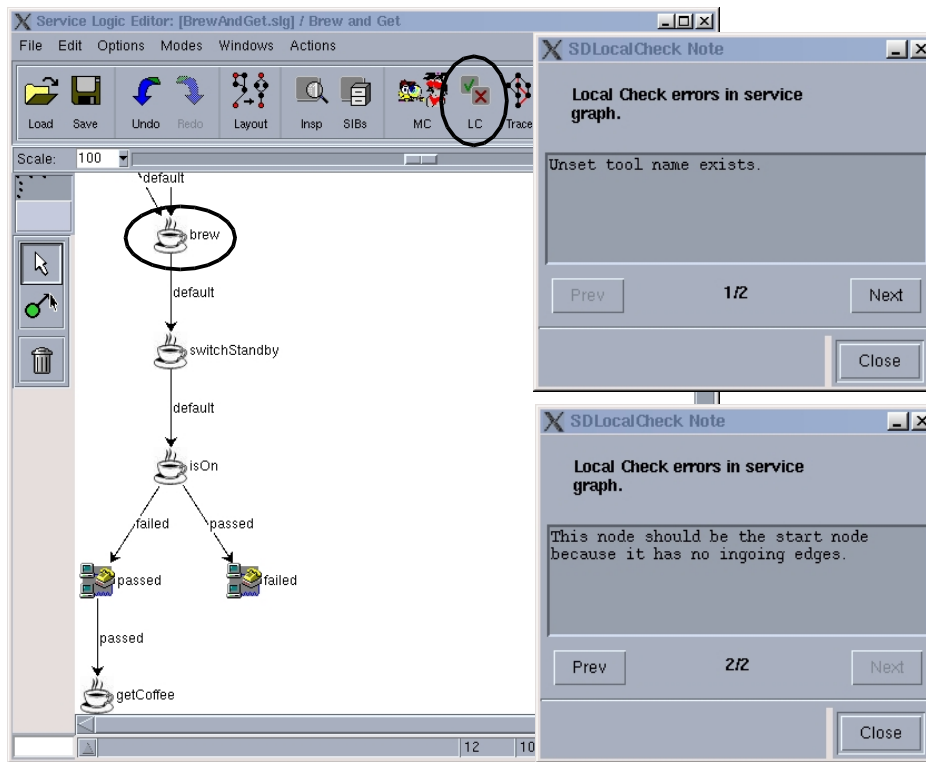 Service Logic Editor: [BrewAndGet.slg] / Brew and Get
File Edit Options Modes Windows Actions
Load Save Undo Redo Layout Insp SIBs MC LC Trace
Scale: 100
default
brew
default
switchStandby
default
isOn
failed passed
passed failed
passed
getCoffee
12 10
SDLocalCheck Note
Local Check errors in service
graph.
Unset tool name exists.
Prev 1/2 Next
Close
SDLocalCheck Note
Local Check errors in service
graph.
This node should be the start node
because it has no ingoing edges.
Prev 2/2 Next
Close